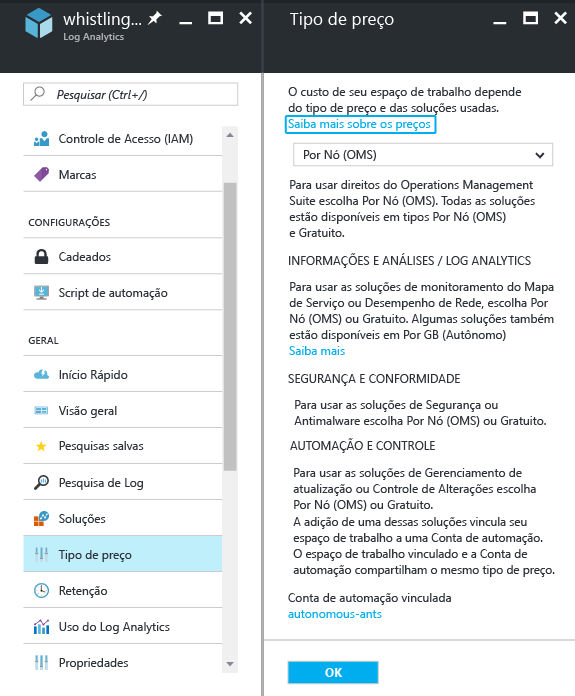 whistling...
Log Analytics
Pesquisar (Ctrl+/)
Controle de Acesso (IAM)
Marcas
CONFIGURAÇÕES
Cadeados
Script de automação
GERAL
Início Rápido
Visão geral
Pesquisas salvas
Pesquisa de Log
Soluções
Tipo de preço
Retenção
Uso do Log Analytics
Propriedades
Tipo de preço
O custo de seu espaço de trabalho depende
do tipo de preço e das soluções usadas.
Saiba mais sobre os preços
Por Nó (OMS)
Para usar direitos do Operations Management
Suite escolha Por Nó (OMS). Todas as soluções
estão disponíveis em tipos Por Nó (OMS)
e Gratuito.
INFORMAÇÕES E ANÁLISES / LOG ANALYTICS
Para usar as soluções de monitoramento do Mapa
de Serviço ou Desempenho de Rede, escolha Por
Nó (OMS) ou Gratuito. Algumas soluções também
estão disponíveis em Por GB (Autônomo)
Saiba mais
SEGURANÇA E CONFORMIDADE
Para usar as soluções de Segurança ou
Antimalware escolha Por Nó (OMS) ou Gratuito.
AUTOMAÇÃO E CONTROLE
Para usar as soluções de Gerenciamento de
atualização ou Controle de Alterações escolha
Por Nó (OMS) ou Gratuito.
A adição de uma dessas soluções vincula seu
espaço de trabalho a uma Conta de automação.
O espaço de trabalho vinculado e a Conta de
automação compartilham o mesmo tipo de preço.
Conta de automação vinculada
autonomous-ants
OK